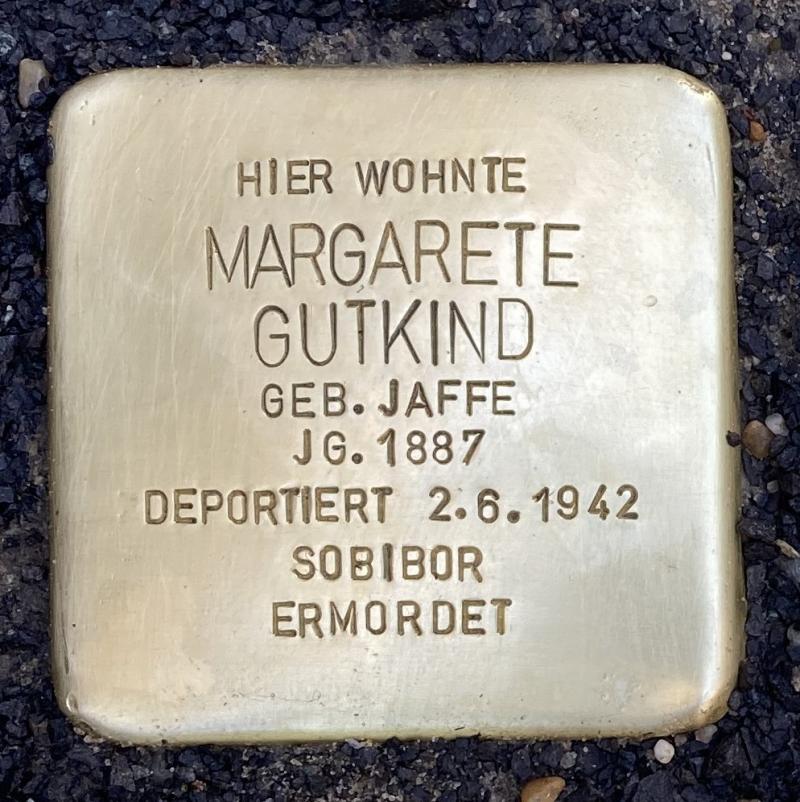 HIER WOHNTE
MARGARETE
GUTKIND
GEB. JAFFE
JG. 1887
DEPORTIERT 2.6.1942
SOBIBOR
ERMORDET